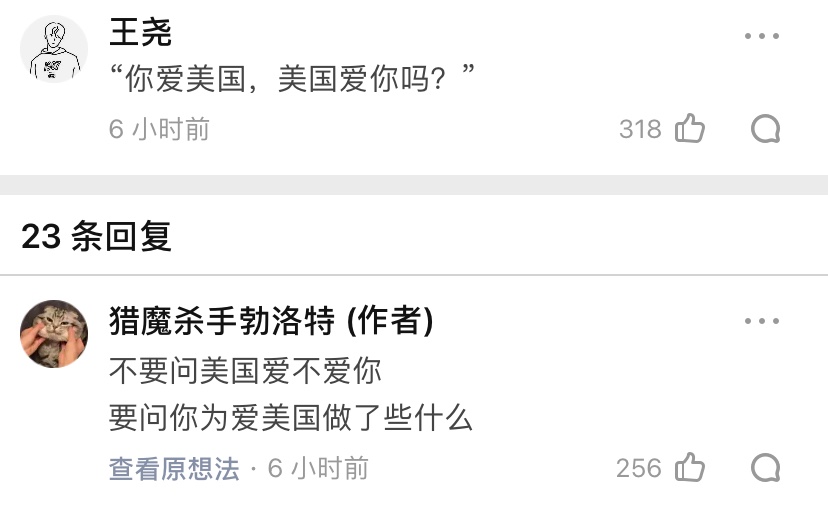 王尧
“你爱美国，美国爱你吗？”
6 小时前
318
23 条回复
猎魔杀手勃洛特 (作者)
不要问美国爱不爱你
要问你为爱美国做了些什么
查看原想法 · 6 小时前
256